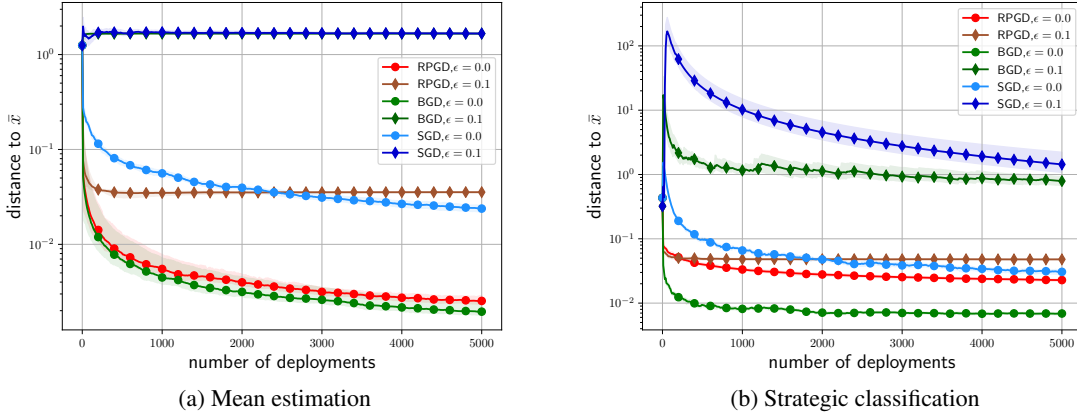 10⁰
10⁻¹
10⁻²
distance to x̄
0 1000 2000 3000 4000 5000
number of deployments
RPGD,ϵ = 0.0
RPGD,ϵ = 0.1
BGD,ϵ = 0.0
BGD,ϵ = 0.1
SGD,ϵ = 0.0
SGD,ϵ = 0.1
(a) Mean estimation
10²
10¹
10⁰
10⁻¹
10⁻²
distance to x̄
0 1000 2000 3000 4000 5000
number of deployments
RPGD,ϵ = 0.0
RPGD,ϵ = 0.1
BGD,ϵ = 0.0
BGD,ϵ = 0.1
SGD,ϵ = 0.0
SGD,ϵ = 0.1
(b) Strategic classification